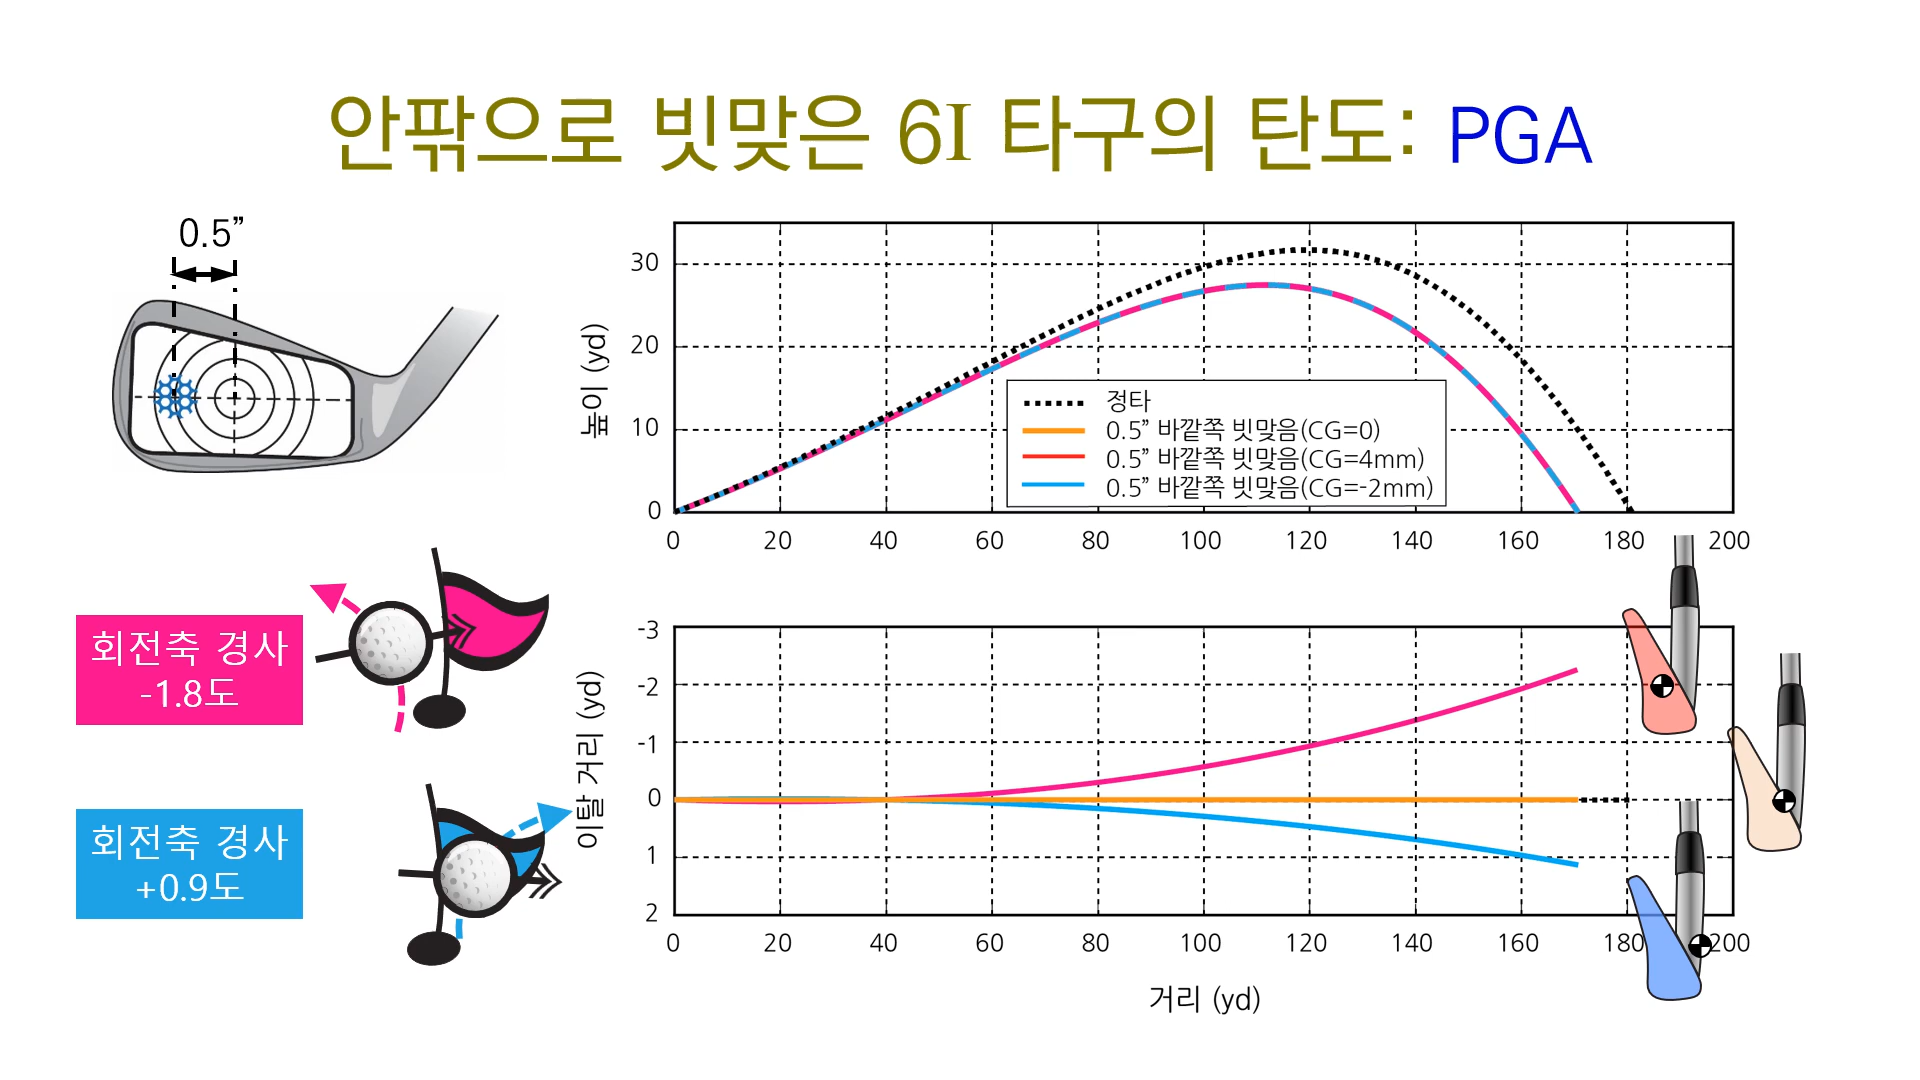 안팎으로 빗맞은 6I 타구의 탄도: PGA
0.5”
높이 (yd)
30
20
10
0
정타
0.5” 바깥쪽 빗맞음(CG=0)
0.5” 바깥쪽 빗맞음(CG=4mm)
0.5” 바깥쪽 빗맞음(CG=-2mm)
0 20 40 60 80 100 120 140 160 180 200
회전축 경사
-1.8도
회전축 경사
+0.9도
이탈 거리 (yd)
-3
-2
-1
0
1
2
0 20 40 60 80 100 120 140 160 180 200
거리 (yd)